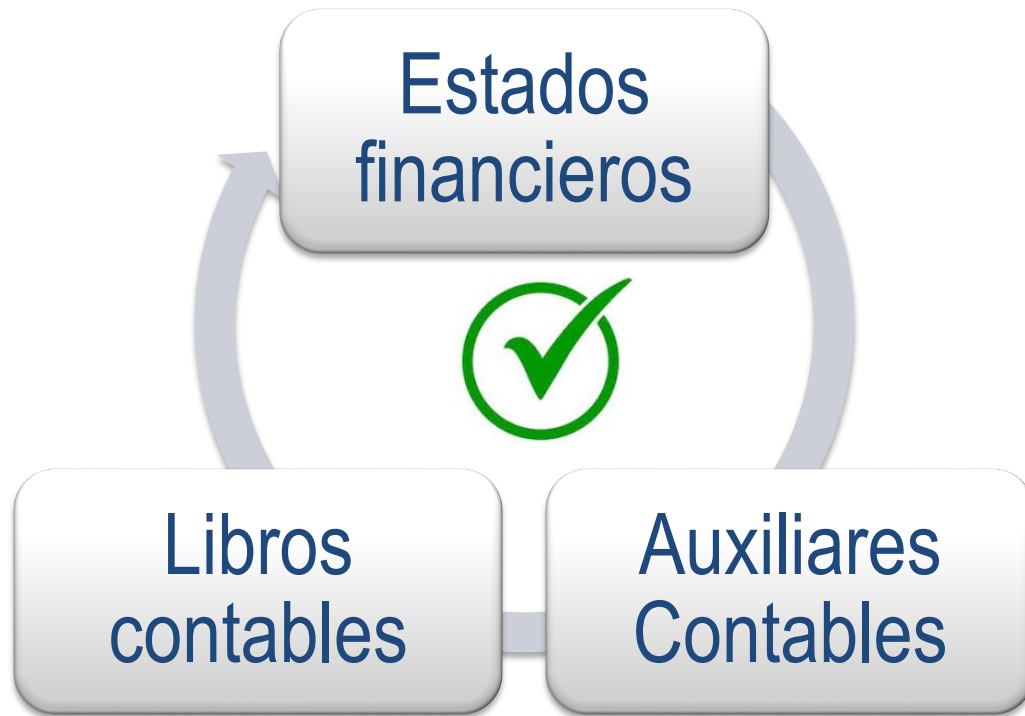 Estados
financieros
Libros
contables
Auxiliares
Contables